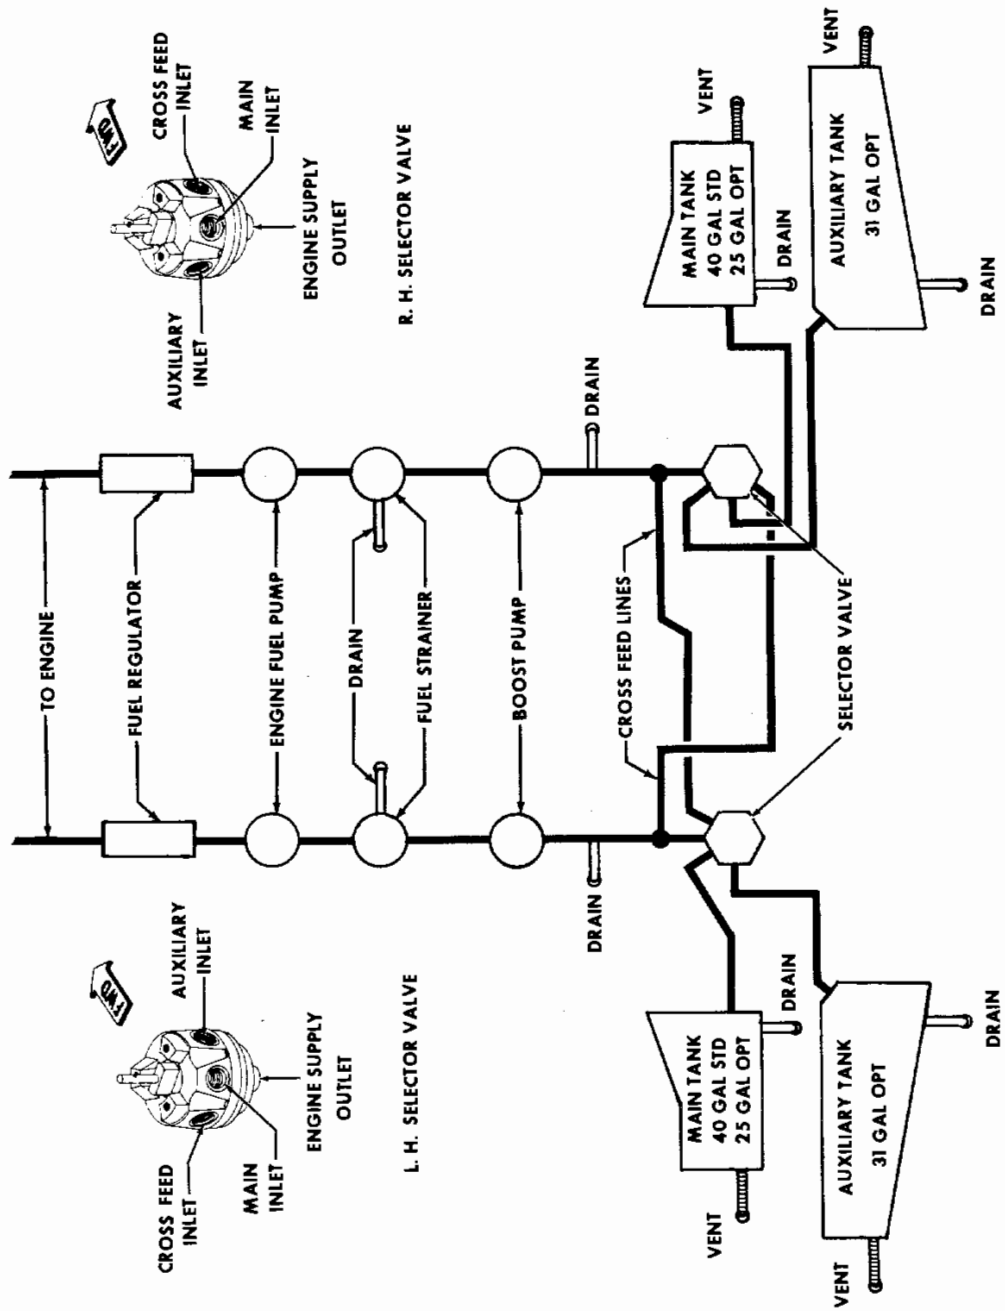 CROSS FEED
INLET
MAIN
INLET
AUXILIARY
INLET
FWD
ENGINE SUPPLY
OUTLET
L. H. SELECTOR VALVE
AUXILIARY
INLET
CROSS FEED
INLET
MAIN
INLET
FWD
ENGINE SUPPLY
OUTLET
R. H. SELECTOR VALVE
TO ENGINE
FUEL REGULATOR
ENGINE FUEL PUMP
DRAIN
FUEL STRAINER
BOOST PUMP
DRAIN
DRAIN
CROSS FEED LINES
SELECTOR VALVE
VENT
MAIN TANK
40 GAL STD
25 GAL OPT
DRAIN
VENT
AUXILIARY TANK
31 GAL OPT
DRAIN
MAIN TANK
40 GAL STD
25 GAL OPT
VENT
DRAIN
AUXILIARY TANK
31 GAL OPT
VENT
DRAIN